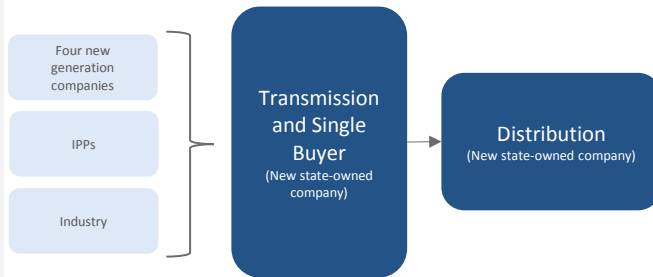 Four new
generation
companies
IPPs
Industry
Transmission
and Single
Buyer
(New state-owned
company)
Distribution
(New state-owned company)